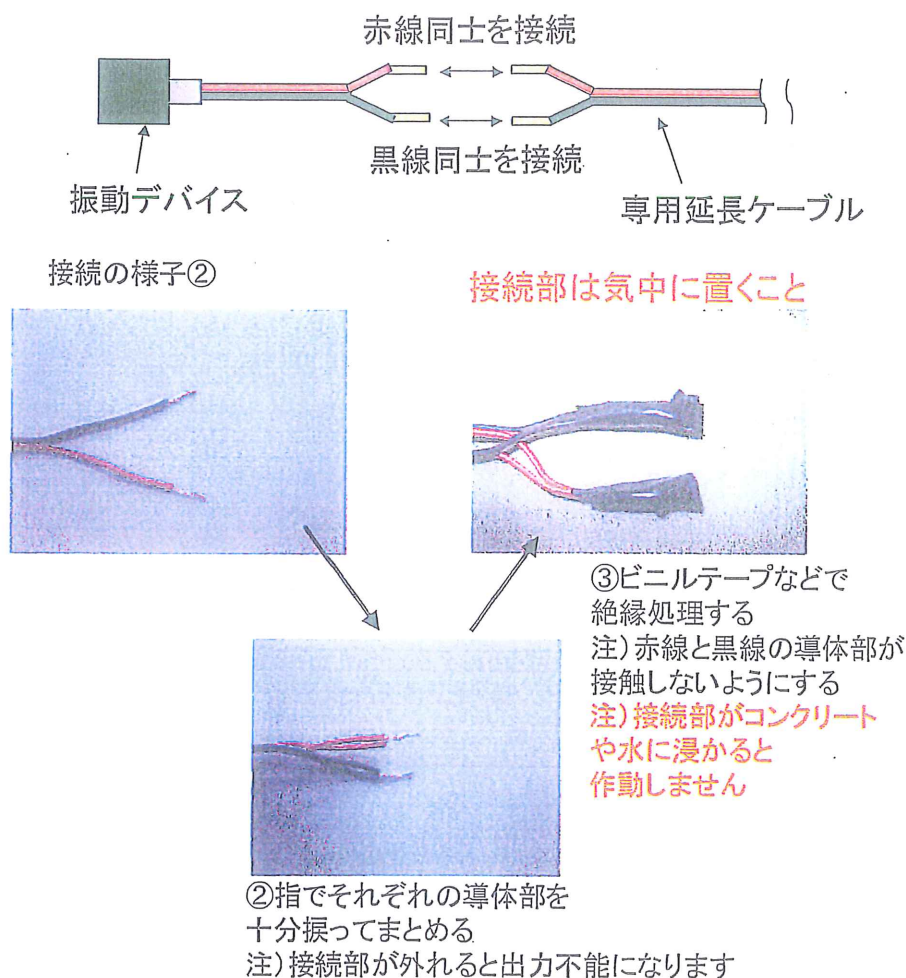 赤線同士を接続
黒線同士を接続
振動デバイス
専用延長ケーブル
接続の様子②
接続部は気中に置くこと
③ビニルテープなどで
絶縁処理する
注)赤線と黒線の導体部が
接触しないようにする
注)接続部がコンクリート
や水に浸かると
作動しません
②指でそれぞれの導体部を
十分捩ってまとめる
注)接続部が外れると出力不能になります